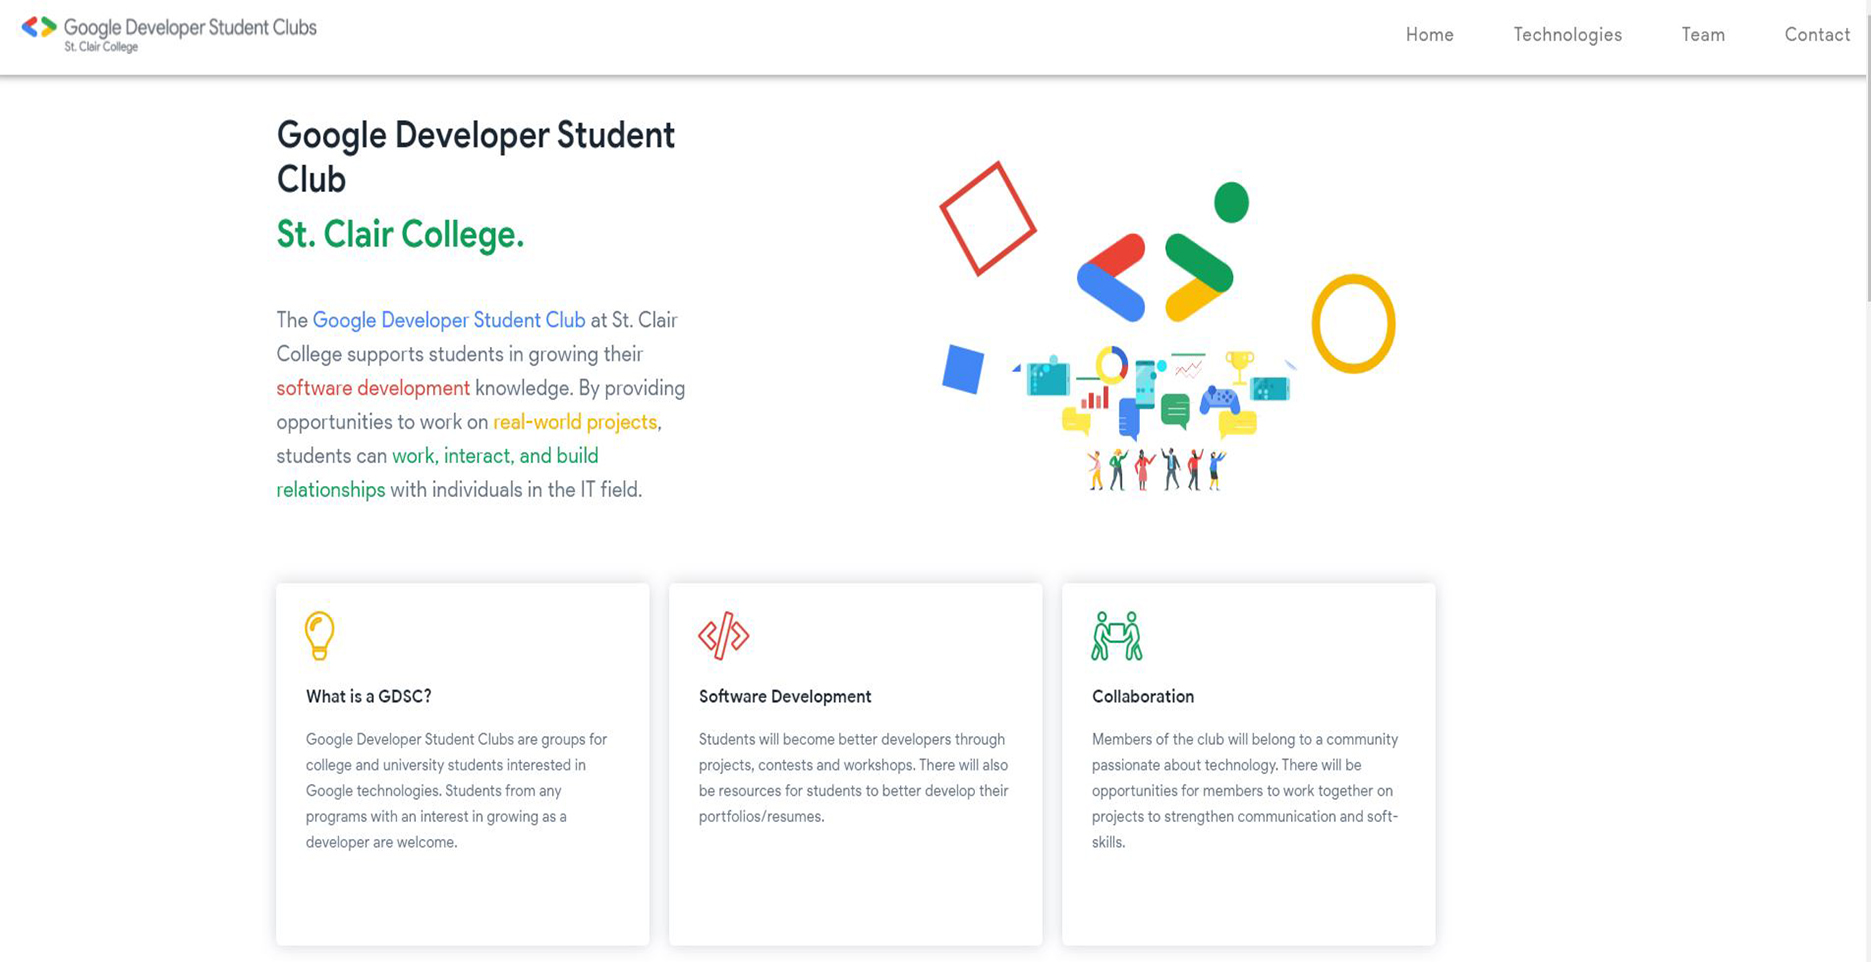 Google Developer Student Clubs
St. Clair College
Home
Technologies
Team
Contact
Google Developer Student
Club
St. Clair College.
The Google Developer Student Club at St. Clair
College supports students in growing their
software development knowledge. By providing
opportunities to work on real-world projects,
students can work, interact, and build
relationships with individuals in the IT field.
What is a GDSC?
Google Developer Student Clubs are groups for
college and university students interested in
Google technologies. Students from any
programs with an interest in growing as a
developer are welcome.
Software Development
Students will become better developers through
projects, contests and workshops. There will also
be resources for students to better develop their
portfolios/resumes.
Collaboration
Members of the club will belong to a community
passionate about technology. There will be
opportunities for members to work together on
projects to strengthen communication and soft-
skills.